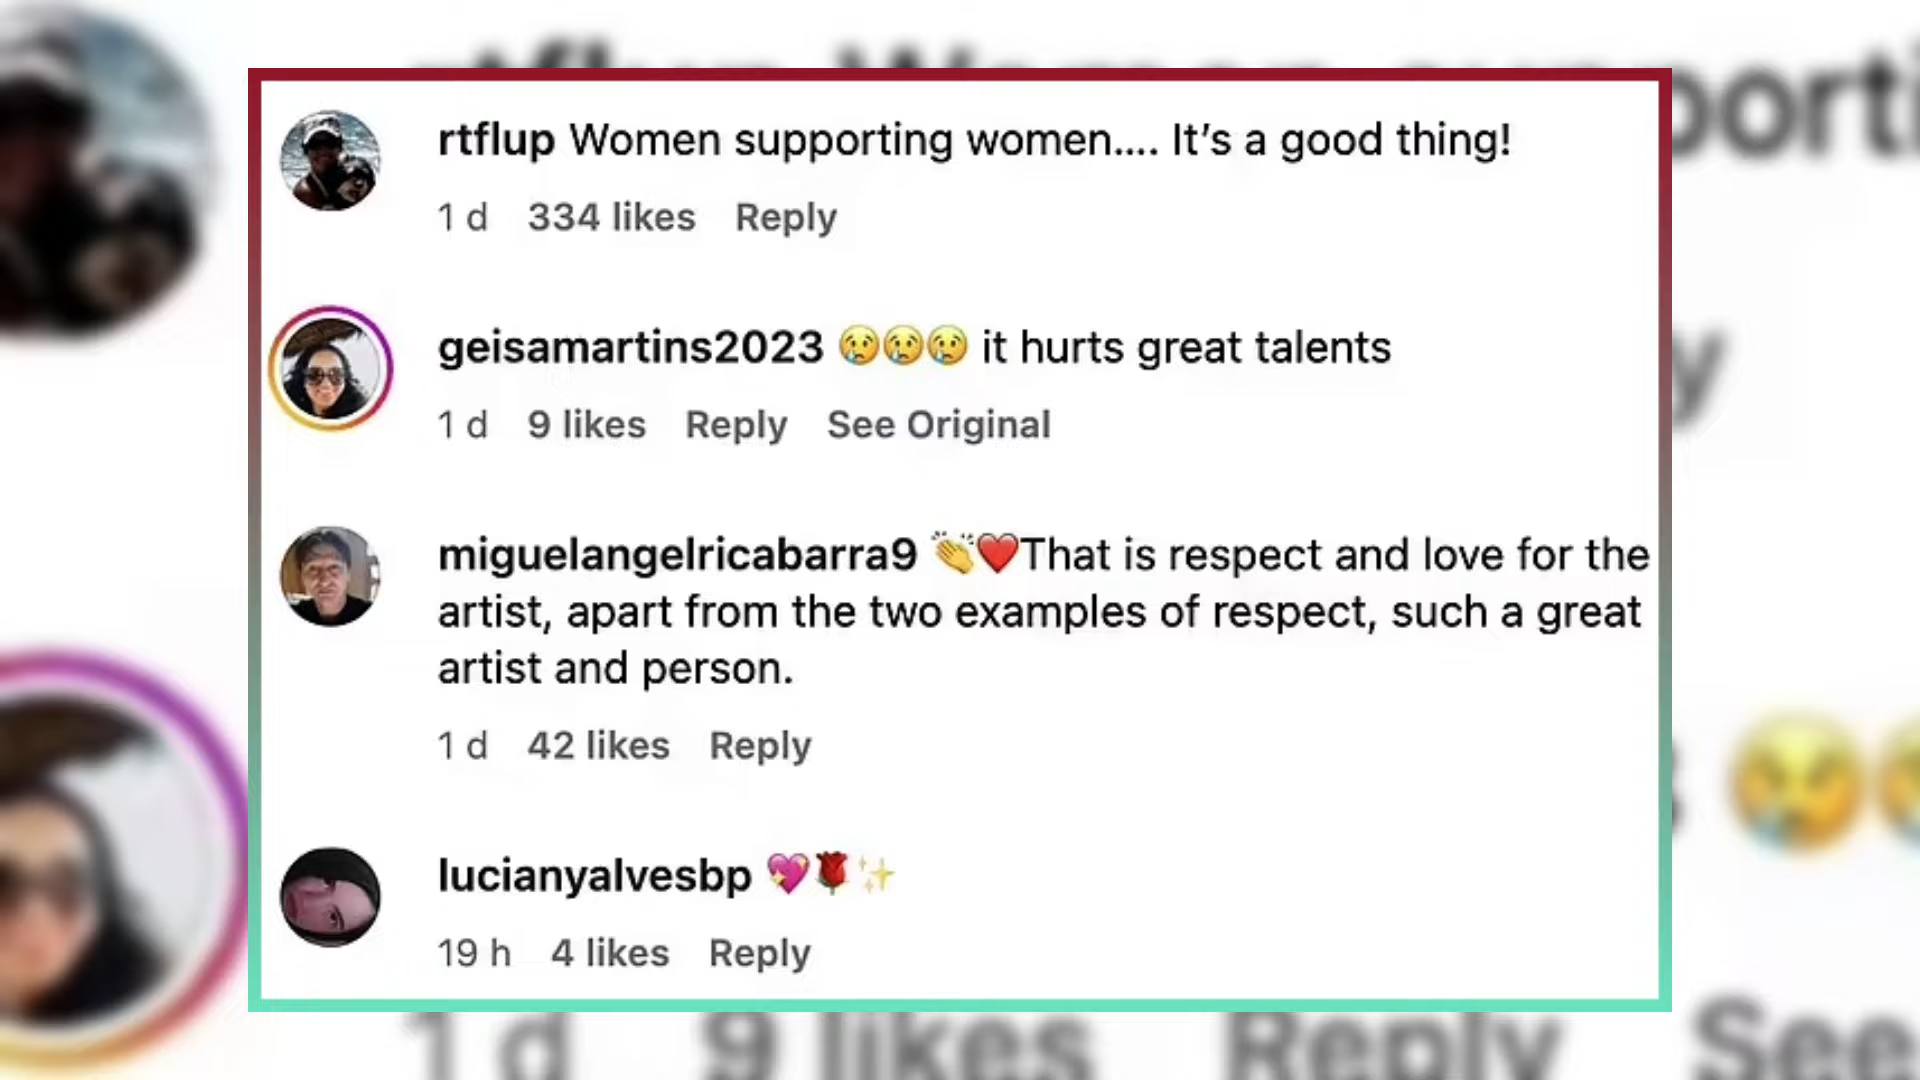 rtflup Women supporting women.... It's a good thing!
1 d 334 likes Reply
geisamartins2023 😢😢😢 it hurts great talents
1 d 9 likes Reply See Original
miguelangelricabarra9 👏❤️That is respect and love for the
artist, apart from the two examples of respect, such a great
artist and person.
1 d 42 likes Reply
lucianyalvesbp 💖🌹✨
19 h 4 likes Reply